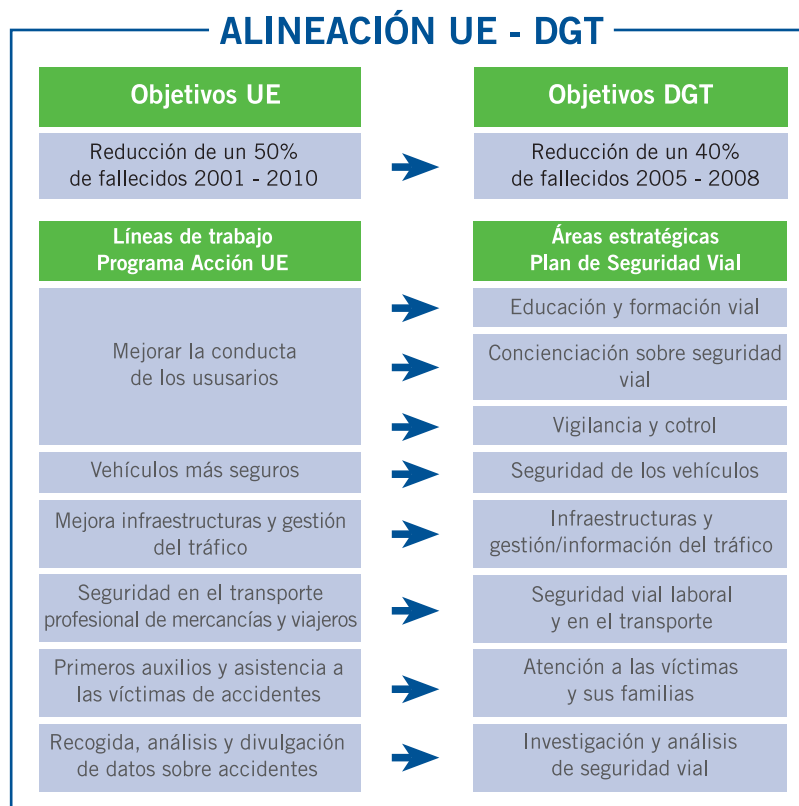 ALINEACIÓN UE - DGT
Objetivos UE
Objetivos DGT
Reducción de un 50%
de fallecidos 2001 - 2010
Reducción de un 40%
de fallecidos 2005 - 2008
Líneas de trabajo
Programa Acción UE
Áreas estratégicas
Plan de Seguridad Vial
Mejorar la conducta
de los ususarios
Educación y formación vial
Concienciación sobre seguridad
vial
Vigilancia y cotrol
Vehículos más seguros
Seguridad de los vehículos
Mejora infraestructuras y gestión
del tráfico
Infraestructuras y
gestión/información del tráfico
Seguridad en el transporte
profesional de mercancías y viajeros
Seguridad vial laboral
y en el transporte
Primeros auxilios y asistencia a
las víctimas de accidentes
Atención a las víctimas
y sus familias
Recogida, análisis y divulgación
de datos sobre accidentes
Investigación y análisis
de seguridad vial